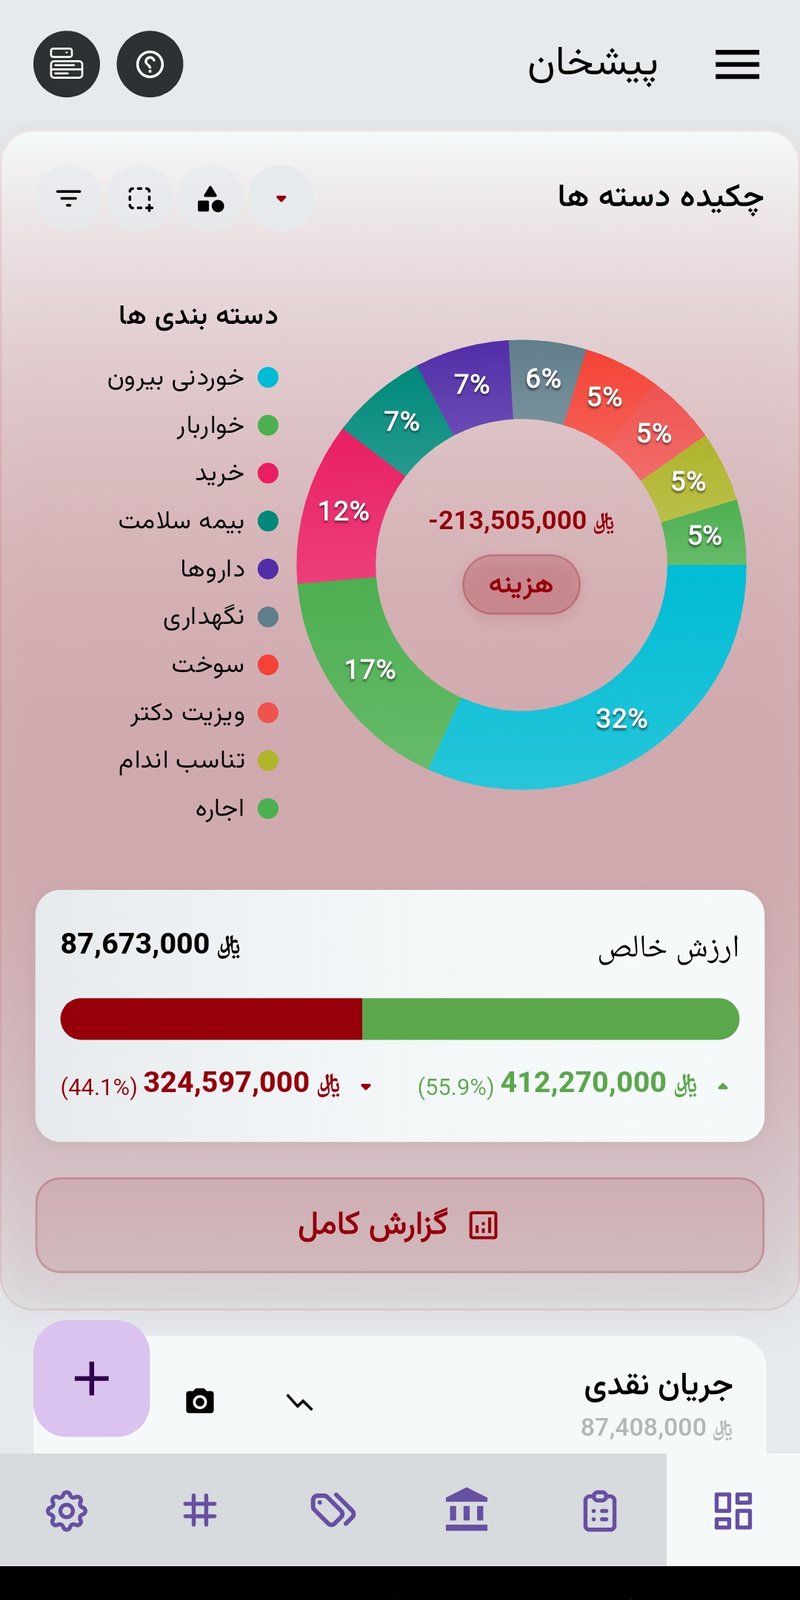 پیشخان
چکیده دسته ها
دسته بندی ها
خوردنی بیرون
خواربار
خرید
بیمه سلامت
داروها
نگهداری
سوخت
ویزیت دکتر
تناسب اندام
اجاره
6%
7%
5%
7%
5%
5%
12%
5%
17%
32%
-213,505,000 ﷼
هزینه
ارزش خالص
87,673,000 ﷼
412,270,000 ﷼ (55.9%)
324,597,000 ﷼ (44.1%)
گزارش کامل
جریان نقدی
87,408,000 ﷼